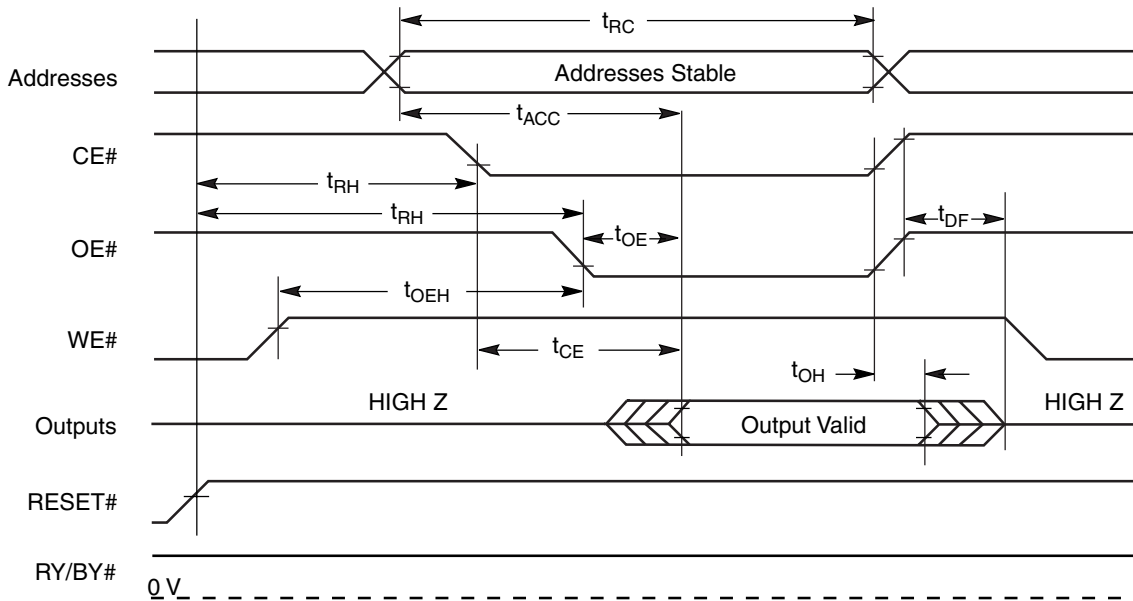 tRC
Addresses
Addresses Stable
tACC
CE#
tRH
tRH
tDF
OE#
tOE
tOEH
WE#
tCE
tOH
HIGH Z
HIGH Z
Outputs
Output Valid
RESET#
RY/BY#
0 V